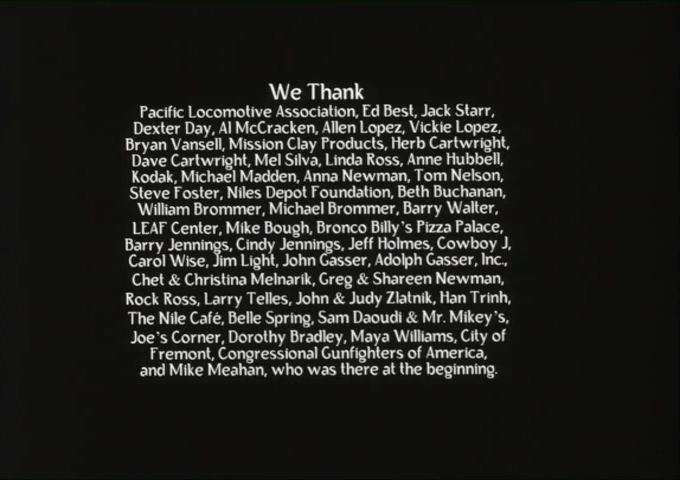 We Thank
Pacific Locomotive Association, Ed Best, Jack Starr,
Dexter Day, Al McCracken, Allen Lopez, Vickie Lopez,
Bryan Vansell, Mission Clay Products, Herb Cartwright,
Dave Cartwright, Mel Silva, Linda Ross, Anne Hubbell,
Kodak, Michael Madden, Anna Newman, Tom Nelson,
Steve Foster, Niles Depot Foundation, Beth Buchanan,
William Brommer, Michael Brommer, Barry Walter,
LEAF Center, Mike Bough, Bronco Billy's Pizza Palace,
Barry Jennings, Cindy Jennings, Jeff Holmes, Cowboy J,
Carol Wise, Jim Light, John Gasser, Adolph Gasser, Inc.,
Chet & Christina Melnarik, Greg & Shareen Newman,
Rock Ross, Larry Telles, John & Judy Zlatnik, Han Trinh,
The Nile Café, Belle Spring, Sam Daoudi & Mr. Mikey's,
Joe's Corner, Dorothy Bradley, Maya Williams, City of
Fremont, Congressional Gunfighters of America,
and Mike Meahan, who was there at the beginning.